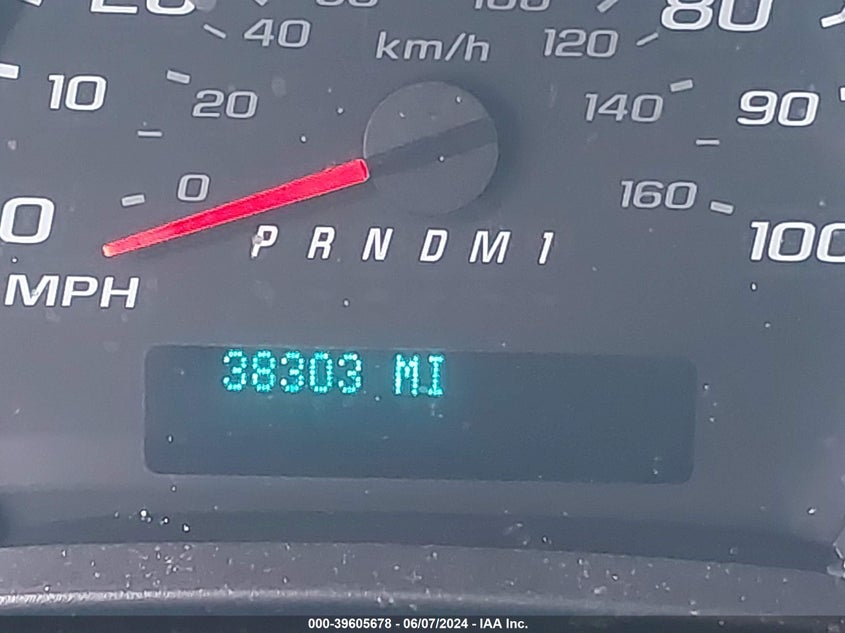 40 km/h 120 80
10 20 140 90
0 0 160 100
P R N D M 1
MPH
38303 MI
000-39605678 - 06/07/2024 - IAA Inc.